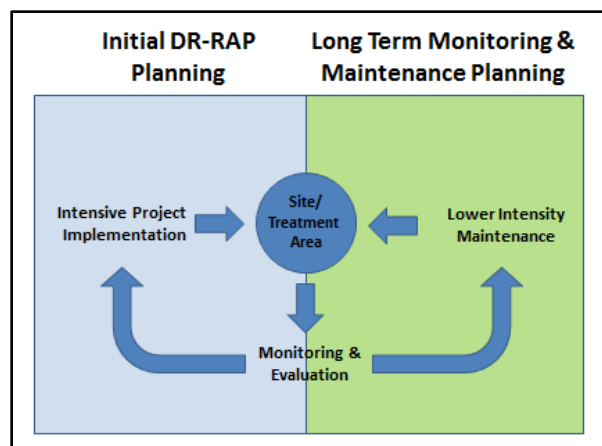 Initial DR-RAP
Planning
Long Term Monitoring &
Maintenance Planning
Intensive Project
Implementation
Site/
Treatment
Area
Lower Intensity
Maintenance
Monitoring &
Evaluation